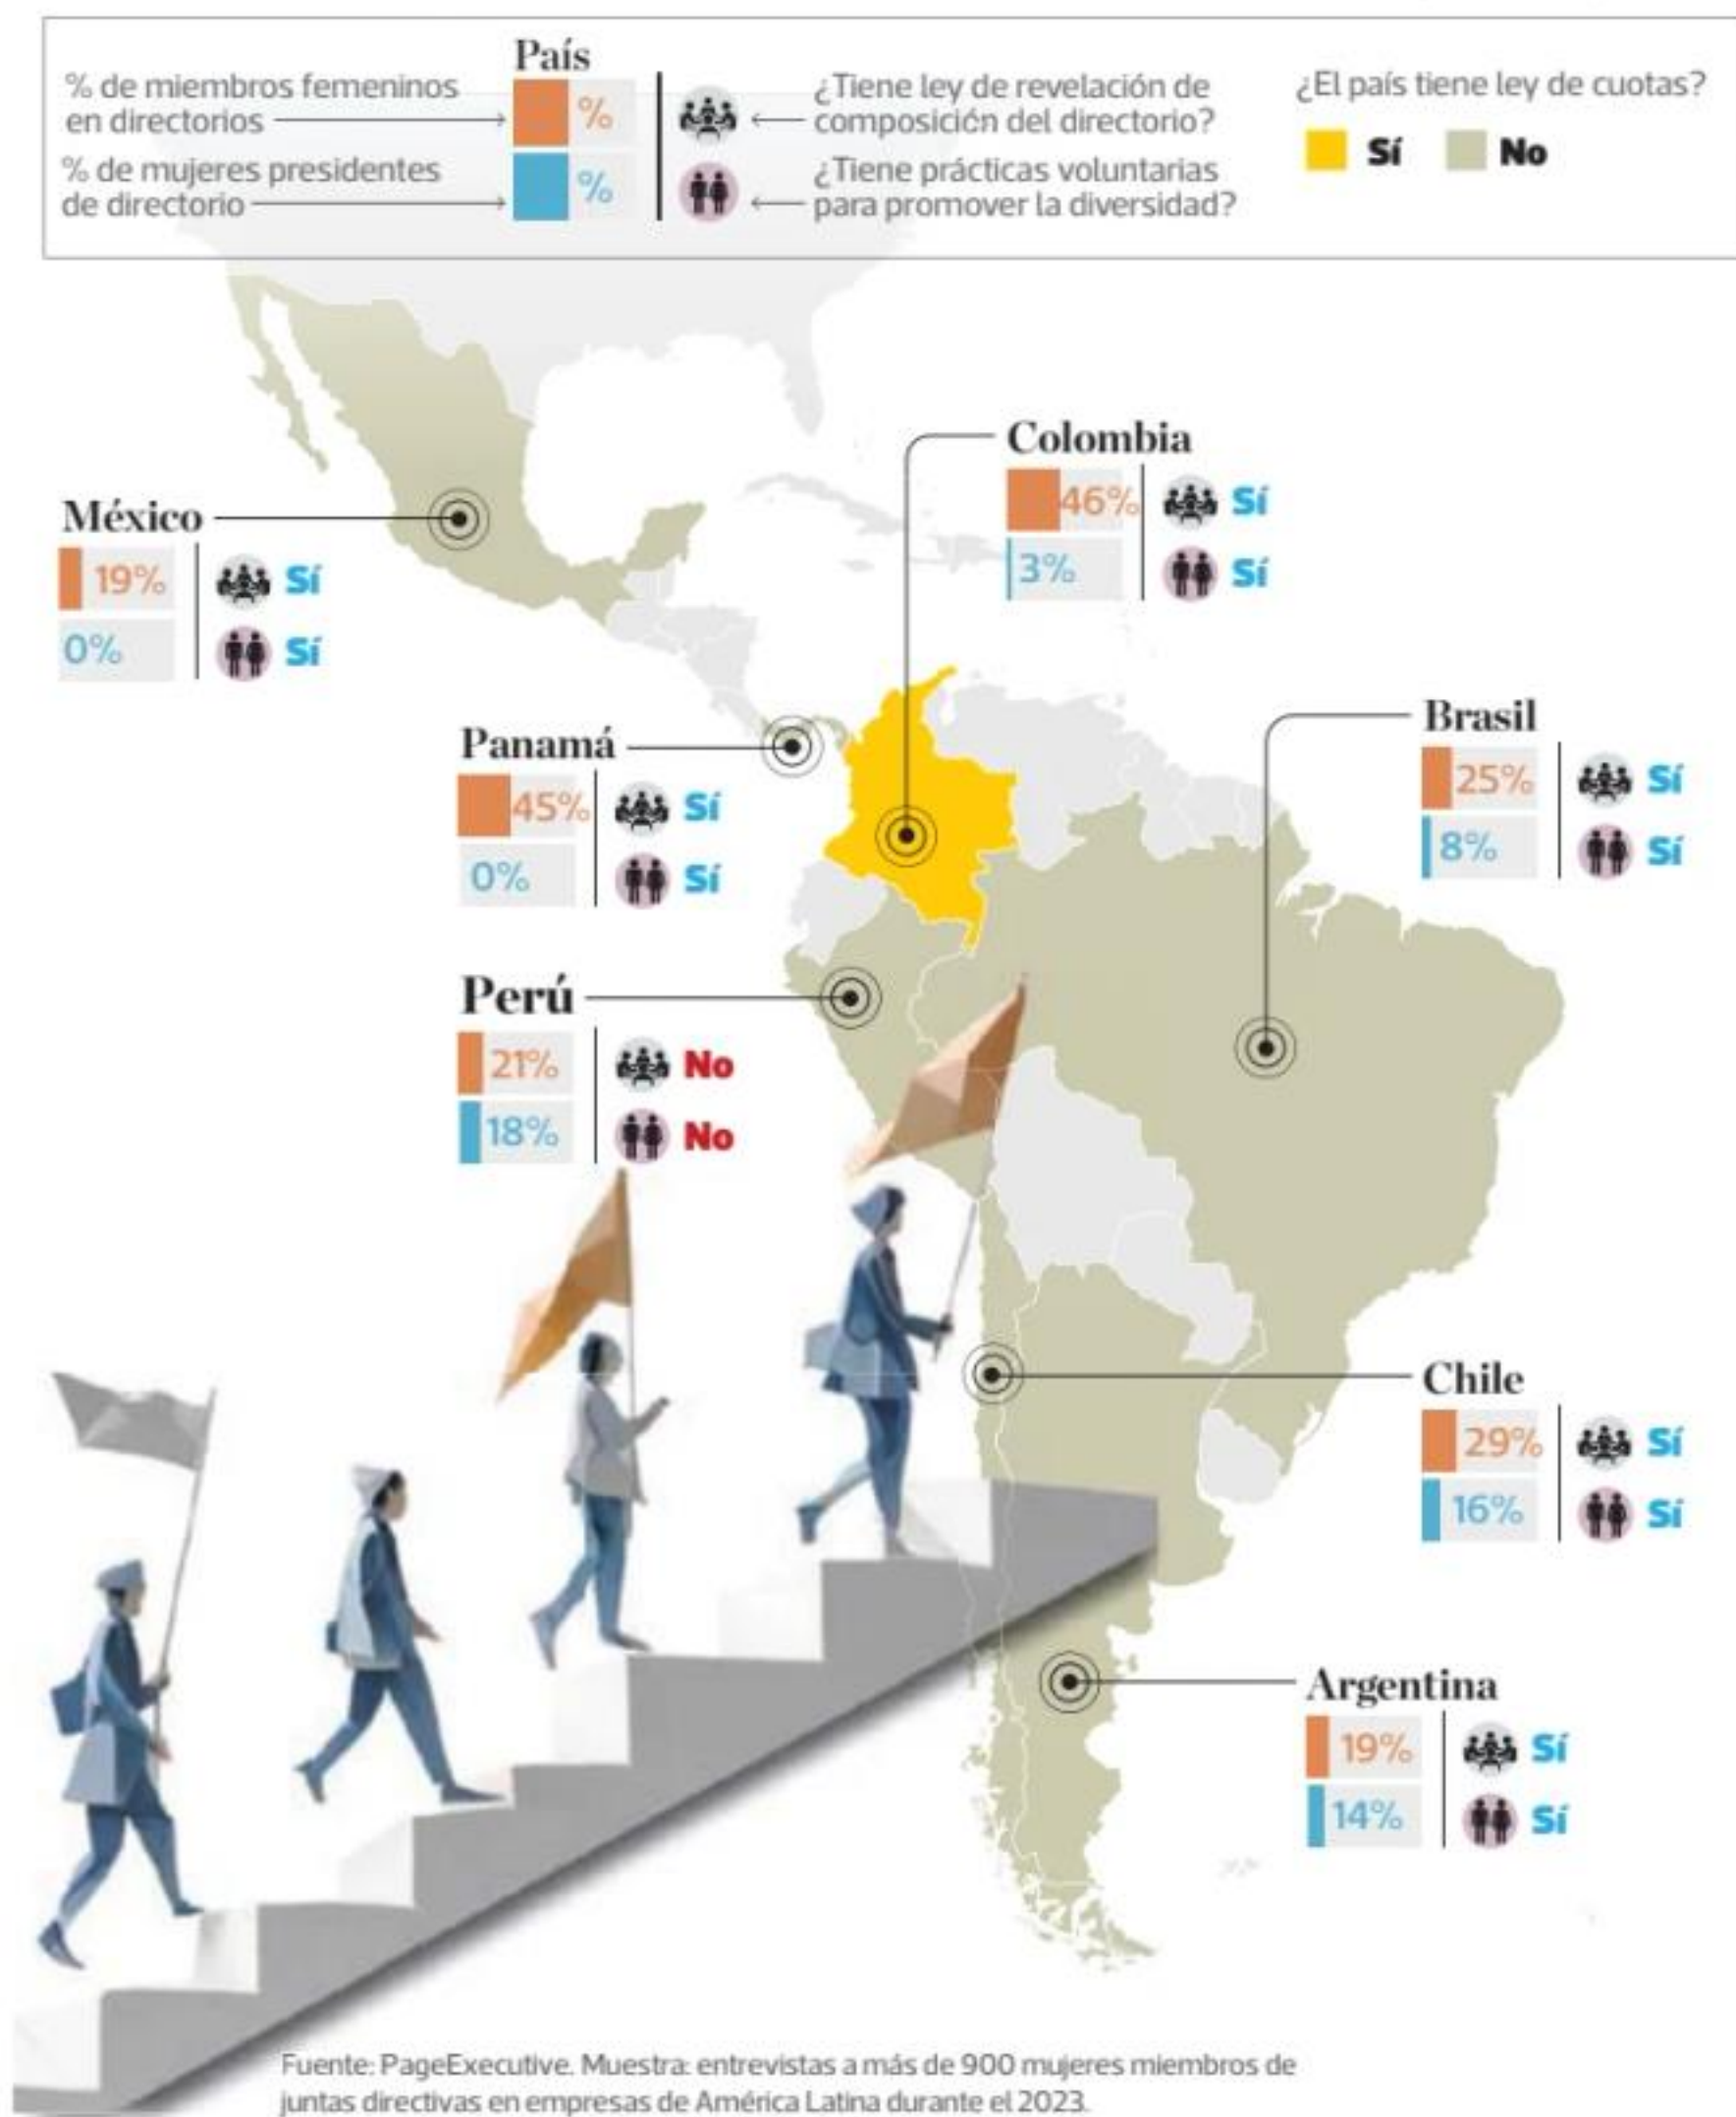 País
% de miembros femeninos
en directorios
%
% de mujeres presidentes
de directorio
%
¿Tiene ley de revelación de
composición del directorio?
¿Tiene prácticas voluntarias
para promover la diversidad?
¿El país tiene ley de cuotas?
Sí
No
Colombia
46%
Sí
3%
Sí
México
19%
Sí
0%
Sí
Panamá
45%
Sí
0%
Sí
Brasil
25%
Sí
8%
Sí
Perú
21%
No
18%
No
Chile
29%
Sí
16%
Sí
Argentina
19%
Sí
14%
Sí
Fuente: PageExecutive. Muestra: entrevistas a más de 900 mujeres miembros de
juntas directivas en empresas de América Latina durante el 2023.